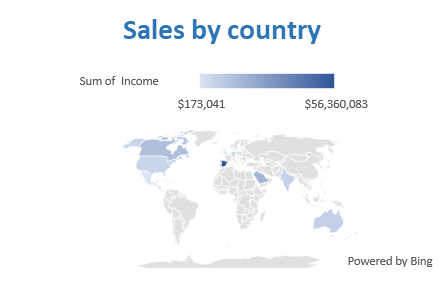 Sales by country
Sum of Income
$173,041 $56,360,083
Powered by Bing